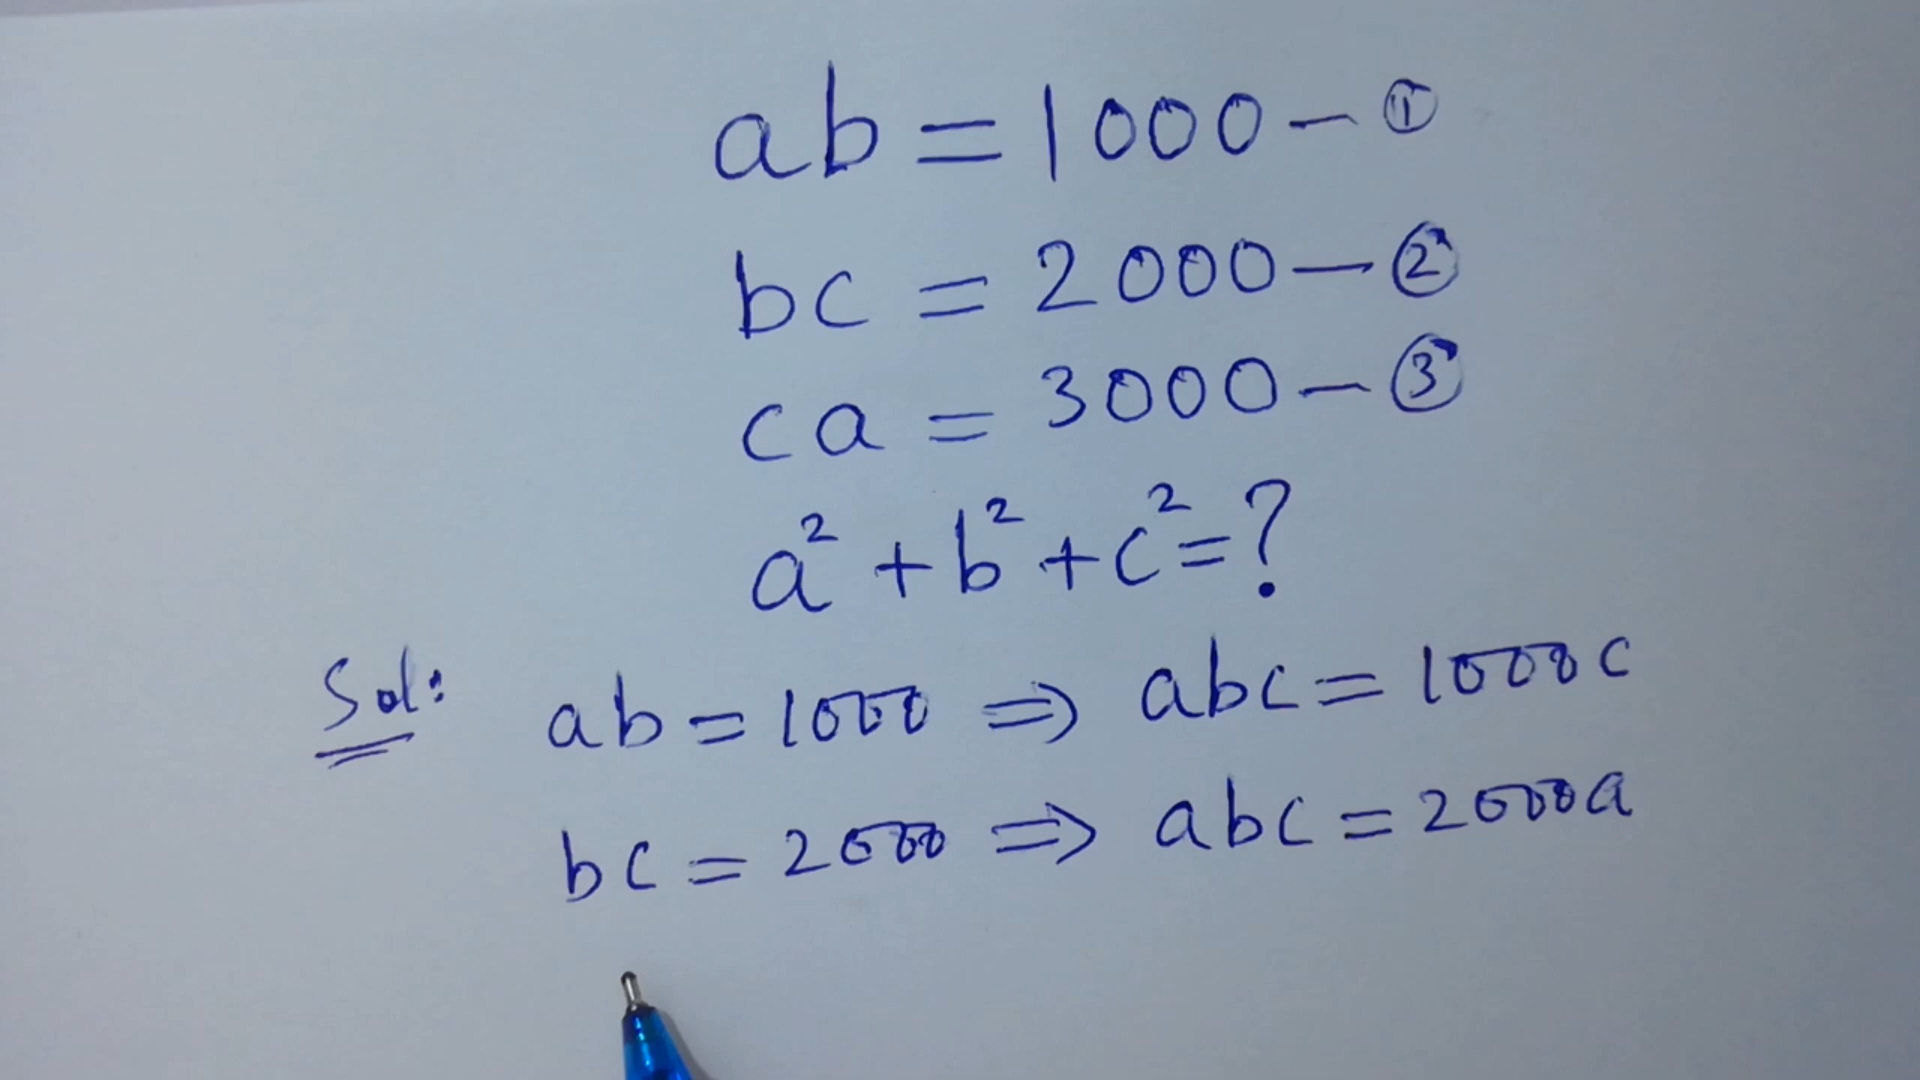 ab = 1000 — ①
bc = 2000 — ②
ca = 3000 — ③
a² + b² + c² = ?
Sol: ab = 1000 ⇒ abc = 1000c
bc = 2000 ⇒ abc = 2000a